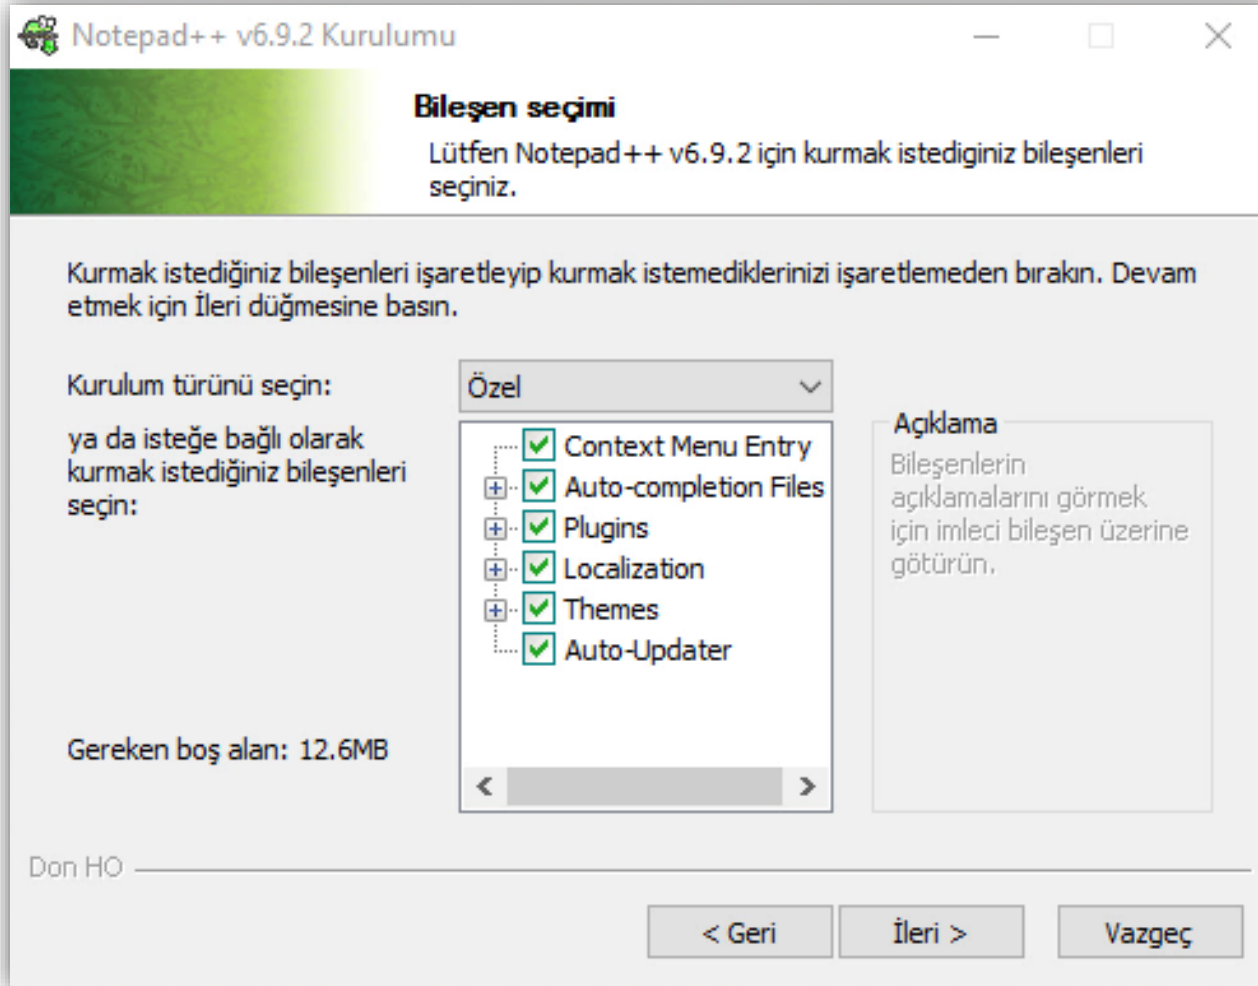 Notepad++ v6.9.2 Kurulumu
Bileşen seçimi
Lütfen Notepad++ v6.9.2 için kurmak istediginiz bileşenleri
seçiniz.
Kurmak istediğiniz bileşenleri işaretleyip kurmak istemediklerinizi işaretlemeden bırakın. Devam
etmek için İleri düğmesine basın.
Kurulum türünü seçin:
Özel
ya da isteğe bağlı olarak
kurmak istediğiniz bileşenleri
seçin:
Context Menu Entry
Auto-completion Files
Plugins
Localization
Themes
Auto-Updater
Açıklama
Bileşenlerin
açıklamalarını görmek
için imleci bileşen üzerine
götürün.
Gereken boş alan: 12.6MB
Don HO
< Geri
İleri >
Vazgeç